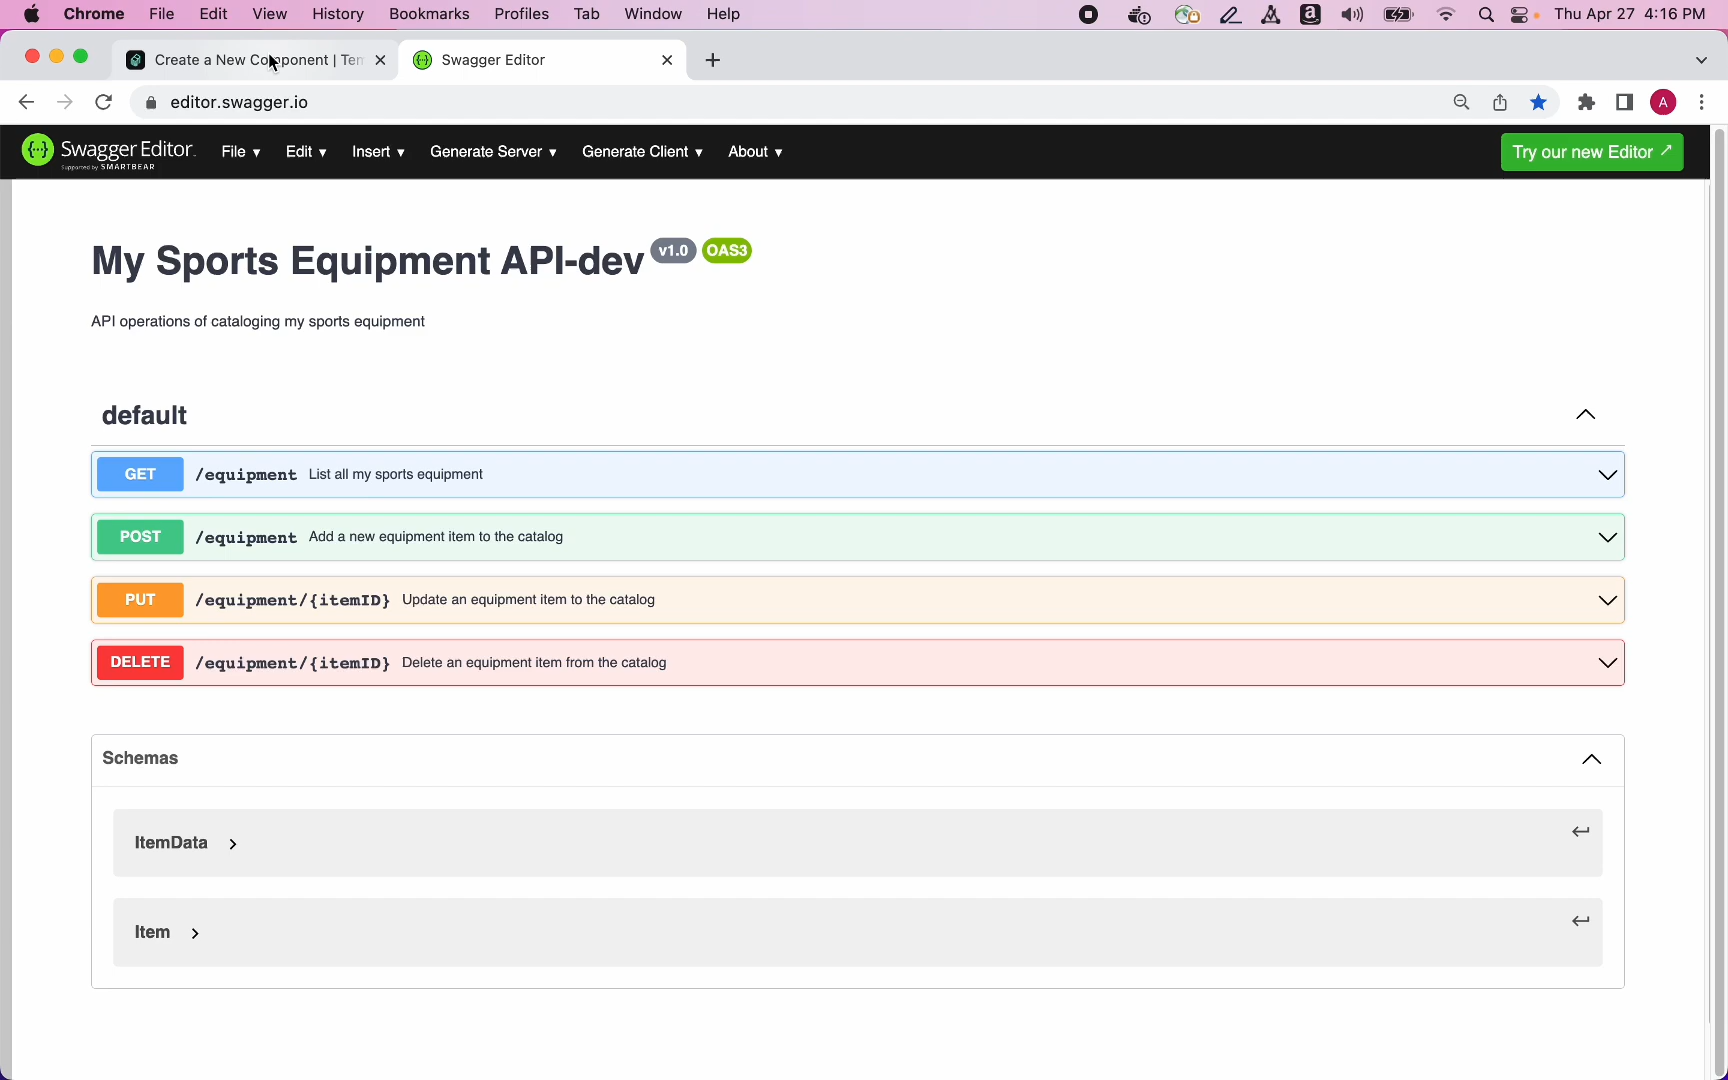 Chrome File Edit View History Bookmarks Profiles Tab Window Help Thu Apr 27 4:16 PM
Create a New Component | Tem Swagger Editor
editor.swagger.io A
Swagger Editor. File Edit Insert Generate Server Generate Client About Try our new Editor
Supported by SMARTBEAR
My Sports Equipment API-dev v1.0 OAS3
API operations of cataloging my sports equipment
default
GET /equipment List all my sports equipment
POST /equipment Add a new equipment item to the catalog
PUT /equipment/{itemID} Update an equipment item to the catalog
DELETE /equipment/{itemID} Delete an equipment item from the catalog
Schemas
ItemData
Item